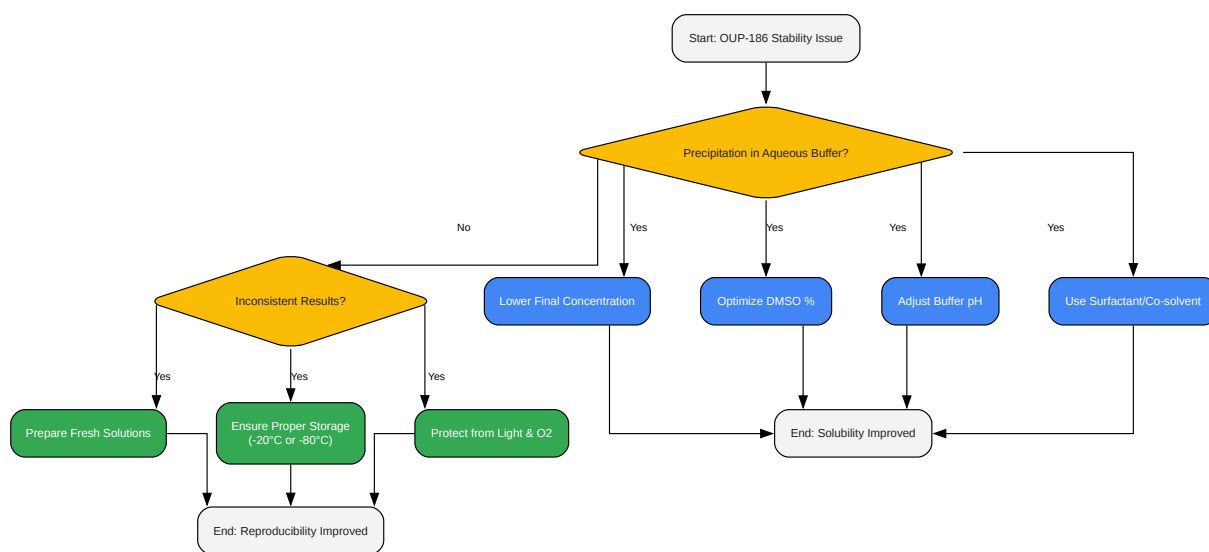 Start: OUP-186 Stability Issue
Precipitation in Aqueous Buffer?
No
Yes
Yes
Yes
Yes
Inconsistent Results?
Lower Final Concentration
Optimize DMSO %
Adjust Buffer pH
Use Surfactant/Co-solvent
Yes
Yes
Yes
Prepare Fresh Solutions
Ensure Proper Storage
(-20°C or -80°C)
Protect from Light & O2
End: Solubility Improved
End: Reproducibility Improved